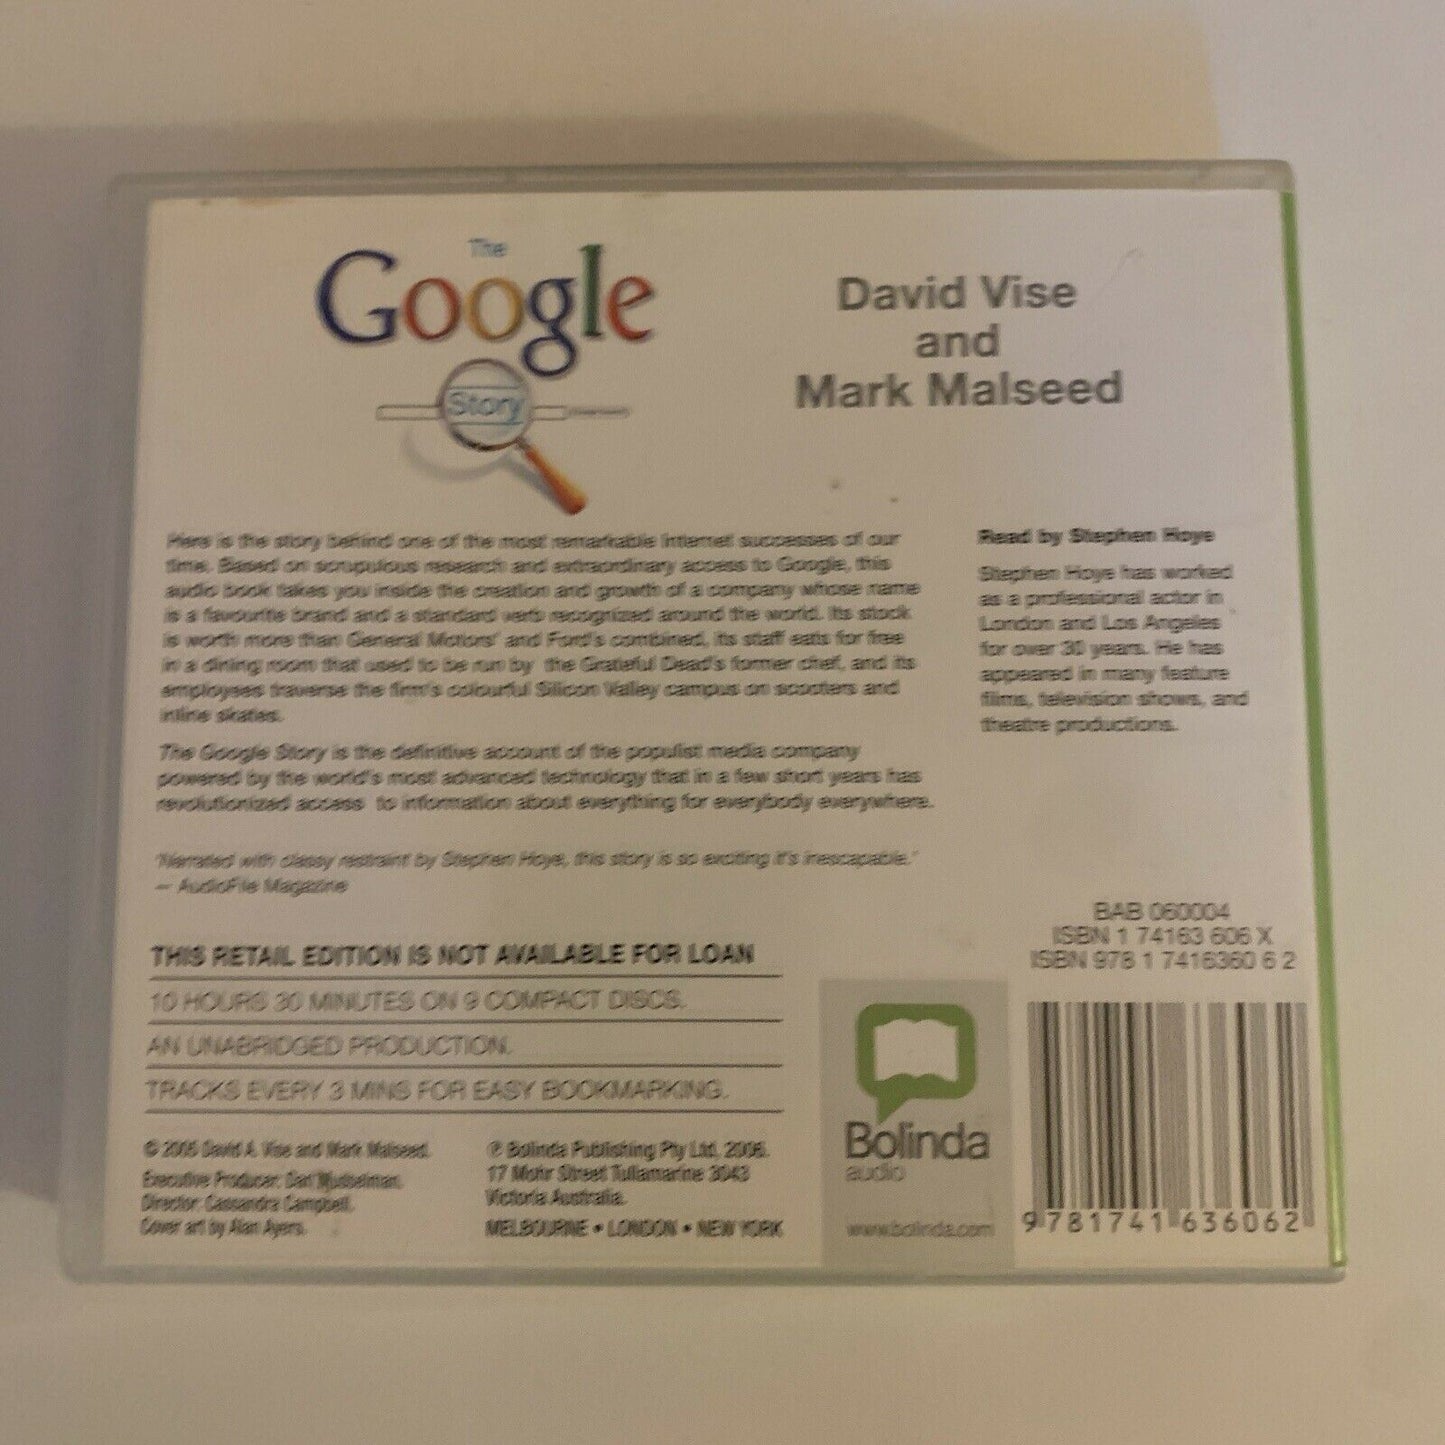 The
Google
Story
David Vise
and
Mark Malseed
Here is the story behind one of the most remarkable Internet successes of our
time. Based on scrupulous research and extraordinary access to Google, this
audio book takes you inside the creation and growth of a company whose name
is a favourite brand and a standard verb recognized around the world. Its stock
is worth more than General Motors' and Ford's combined, its staff eats for free
in a dining room that used to be run by the Grateful Dead's former chef, and its
employees traverse the firm's colourful Silicon Valley campus on scooters and
inline skates.
The Google Story is the definitive account of the populist media company
powered by the world's most advanced technology that in a few short years has
revolutionized access to information about everything for everybody everywhere.
'Narrated with classy restraint by Stephen Hoye, this story is so exciting it's inescapable.'
– AudioFile Magazine
Read by Stephen Hoye
Stephen Hoye has worked
as a professional actor in
London and Los Angeles
for over 30 years. He has
appeared in many feature
films, television shows, and
theatre productions.
THIS RETAIL EDITION IS NOT AVAILABLE FOR LOAN
10 HOURS 30 MINUTES ON 9 COMPACT DISCS.
AN UNABRIDGED PRODUCTION.
TRACKS EVERY 3 MINS FOR EASY BOOKMARKING.
© 2005 David A. Vise and Mark Malseed.
Executive Producer: Dan
Director: Cassandra Campbell.
Cover art by Alan Ayers.
℗ Bolinda Publishing Pty Ltd, 2006.
17 Mohr Street Tullamarine 3043
Victoria Australia.
MELBOURNE • LONDON • NEW YORK
Bolinda
audio
www.bolinda.com
BAB 060004
ISBN 1 74163 606 X
ISBN 978 1 7416360 6 2
9 781741 636062